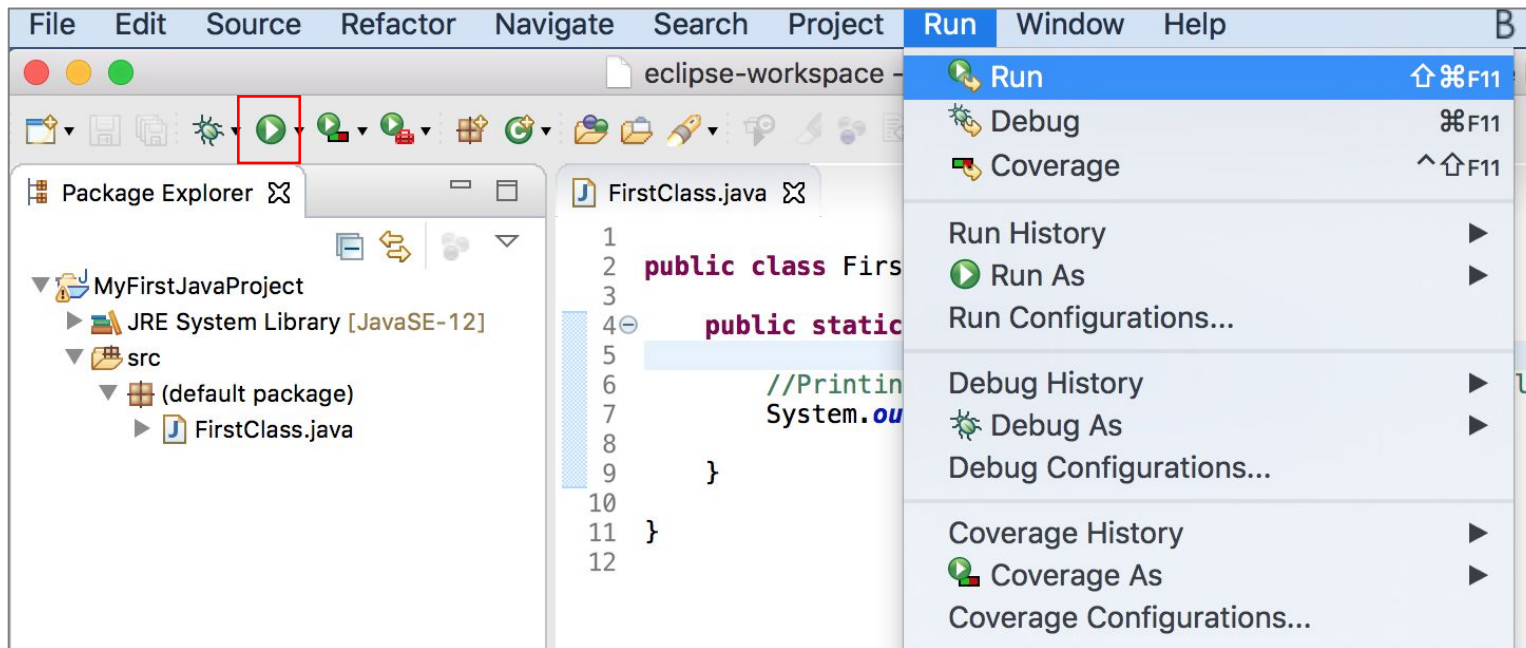 File Edit Source Refactor Navigate Search Project Run Window Help B
eclipse-workspace –
Package Explorer
MyFirstJavaProject
JRE System Library [JavaSE-12]
src
(default package)
FirstClass.java
FirstClass.java
1
2 public class Firs
3
4 public static
5
6 //Printin
7 System.ou
8
9 }
10
11 }
12
Run ⇧⌘F11
Debug ⌘F11
Coverage ^⇧F11
Run History
Run As
Run Configurations...
Debug History
Debug As
Debug Configurations...
Coverage History
Coverage As
Coverage Configurations...